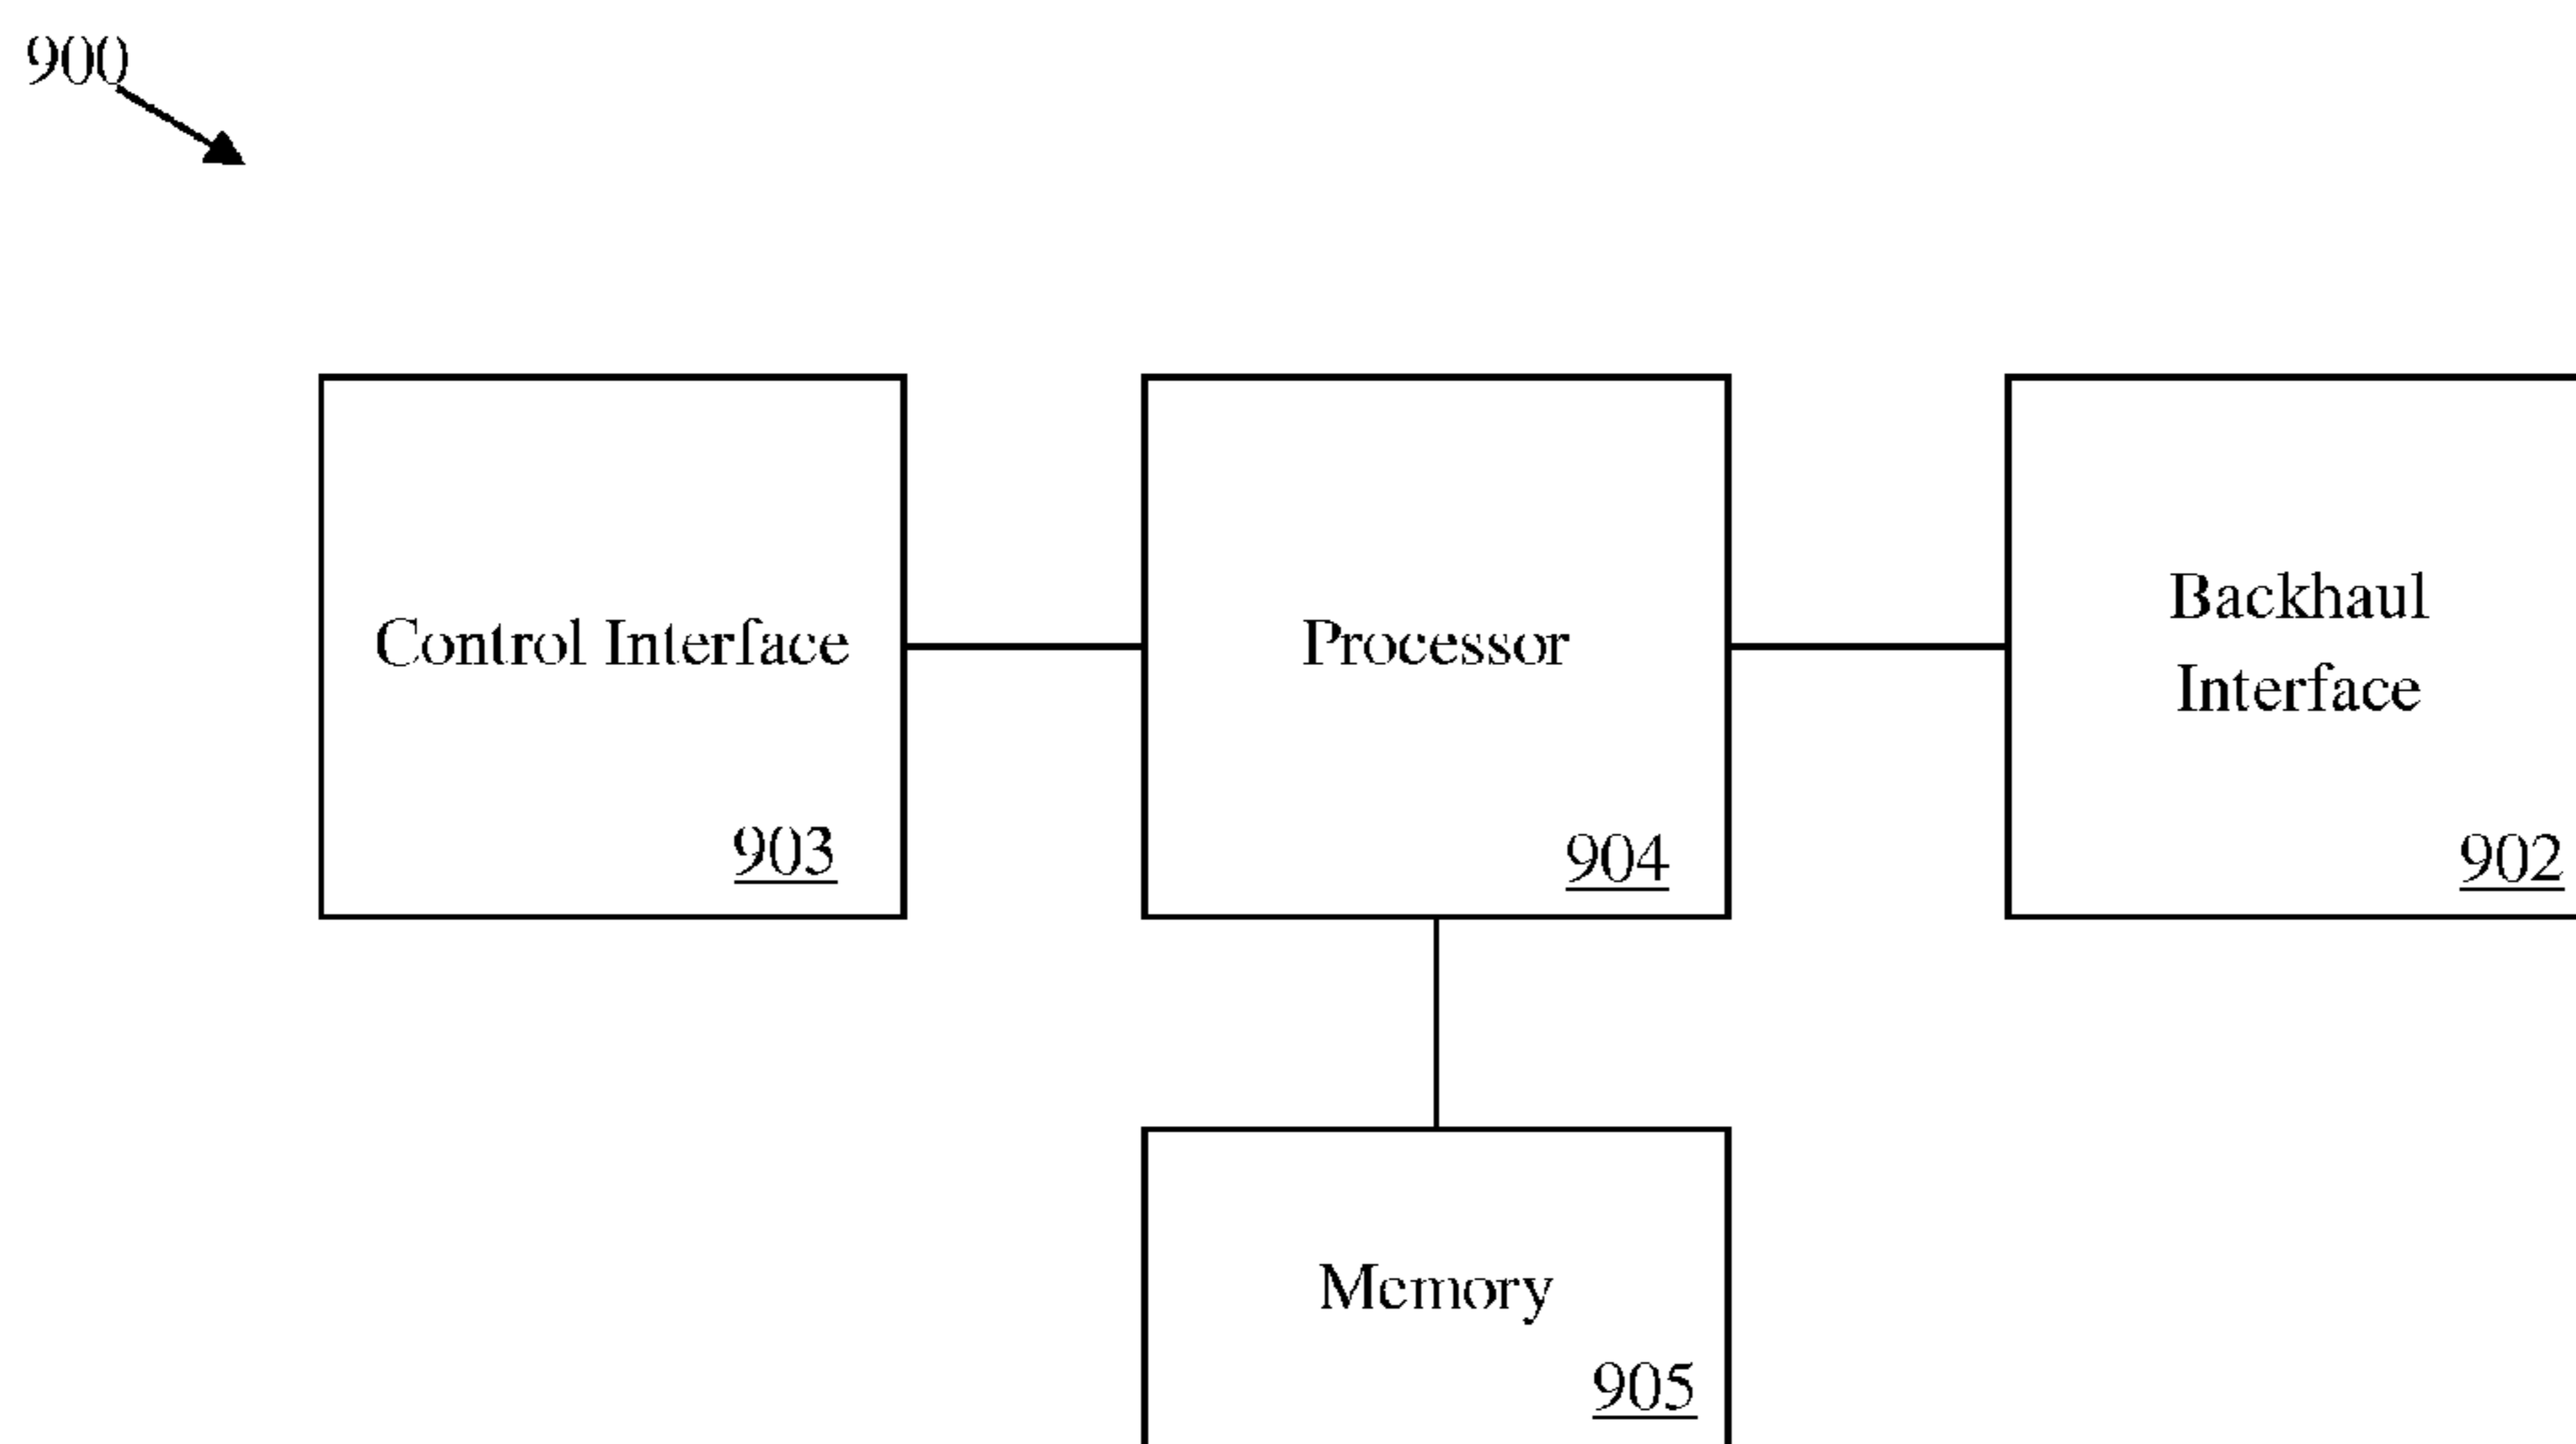 900
Control Interface
903
Processor
904
Backhaul
Interface
902
Memory
905